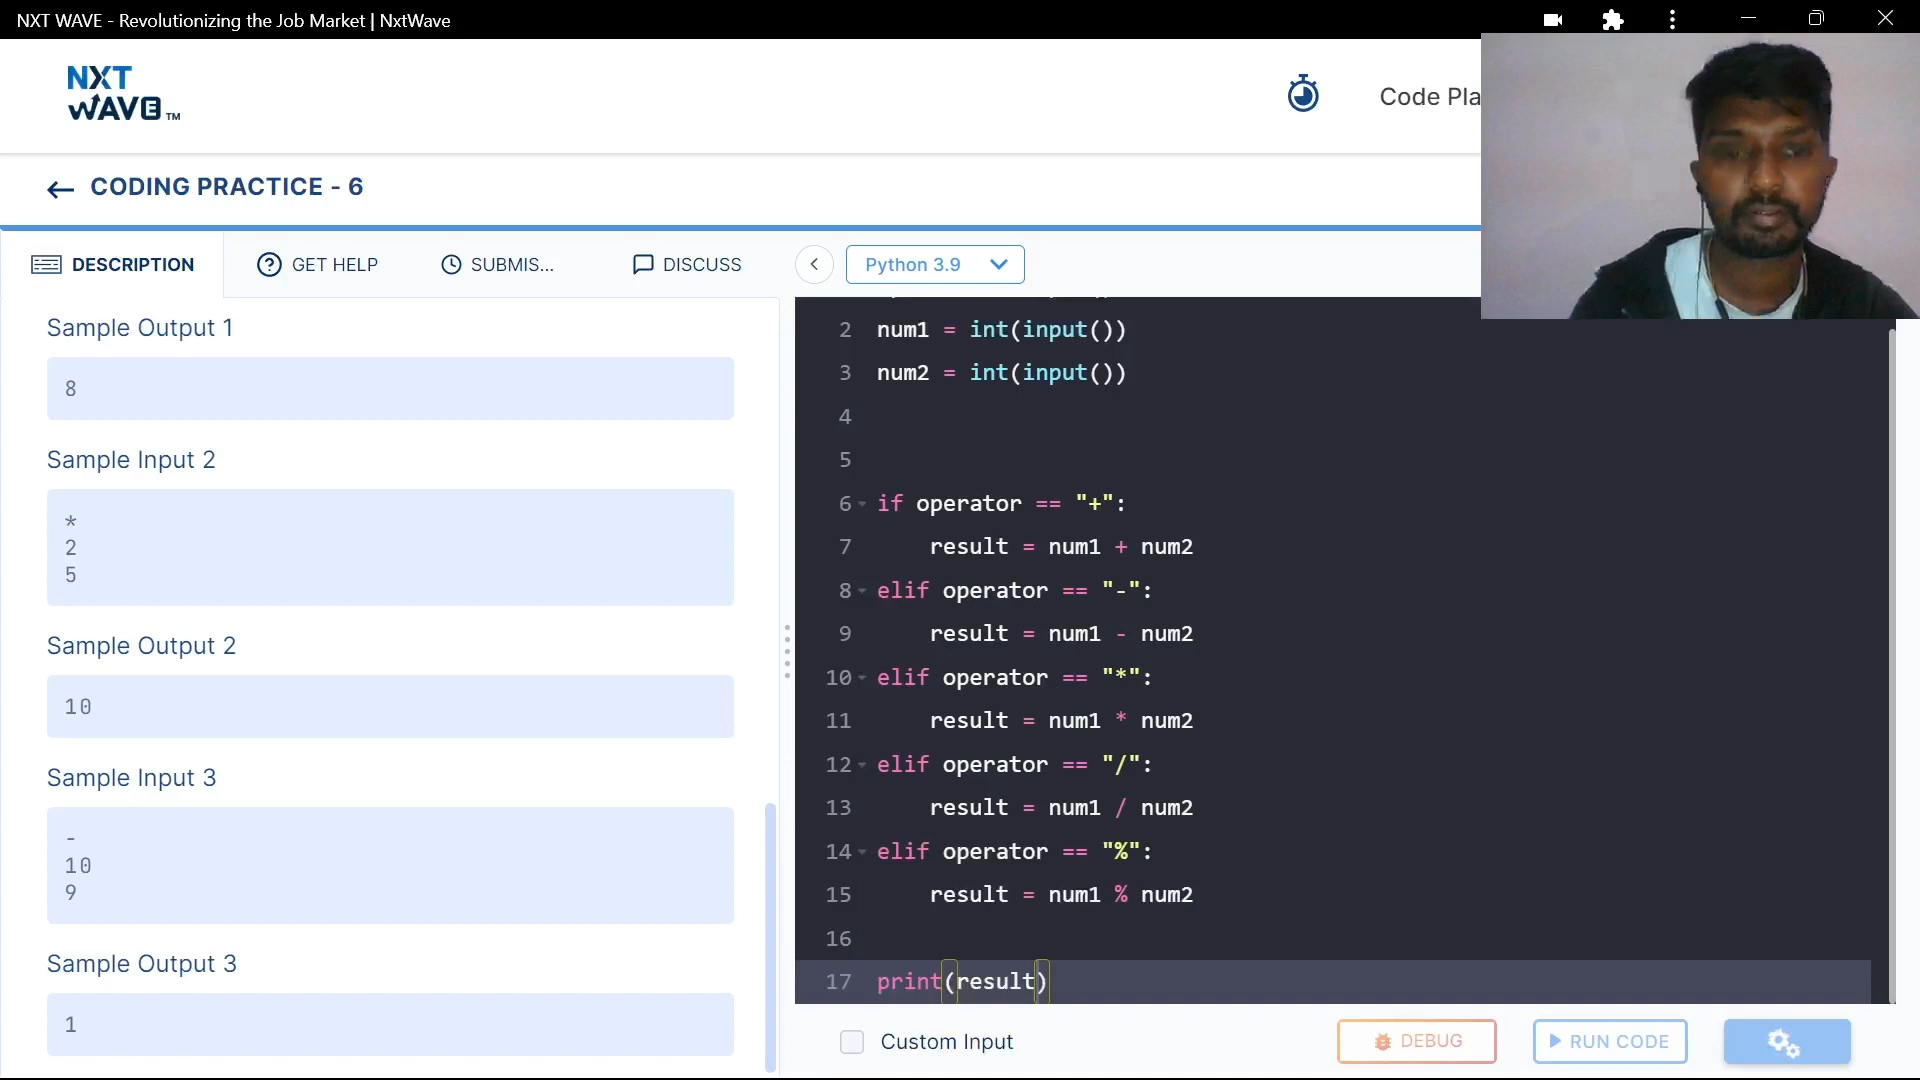 NXT WAVE - Revolutionizing the Job Market | NxtWave
NXT
WAVE TM
Code Pla
CODING PRACTICE - 6
DESCRIPTION
GET HELP
SUBMIS...
DISCUSS
Python 3.9
Sample Output 1
8
Sample Input 2
*
2
5
Sample Output 2
10
Sample Input 3
-
10
9
Sample Output 3
1
2 num1 = int(input())
3 num2 = int(input())
4
5
6 if operator == "+":
7 result = num1 + num2
8 elif operator == "-":
9 result = num1 - num2
10 elif operator == "*":
11 result = num1 * num2
12 elif operator == "/":
13 result = num1 / num2
14 elif operator == "%":
15 result = num1 % num2
16
17 print(result)
Custom Input
DEBUG
RUN CODE